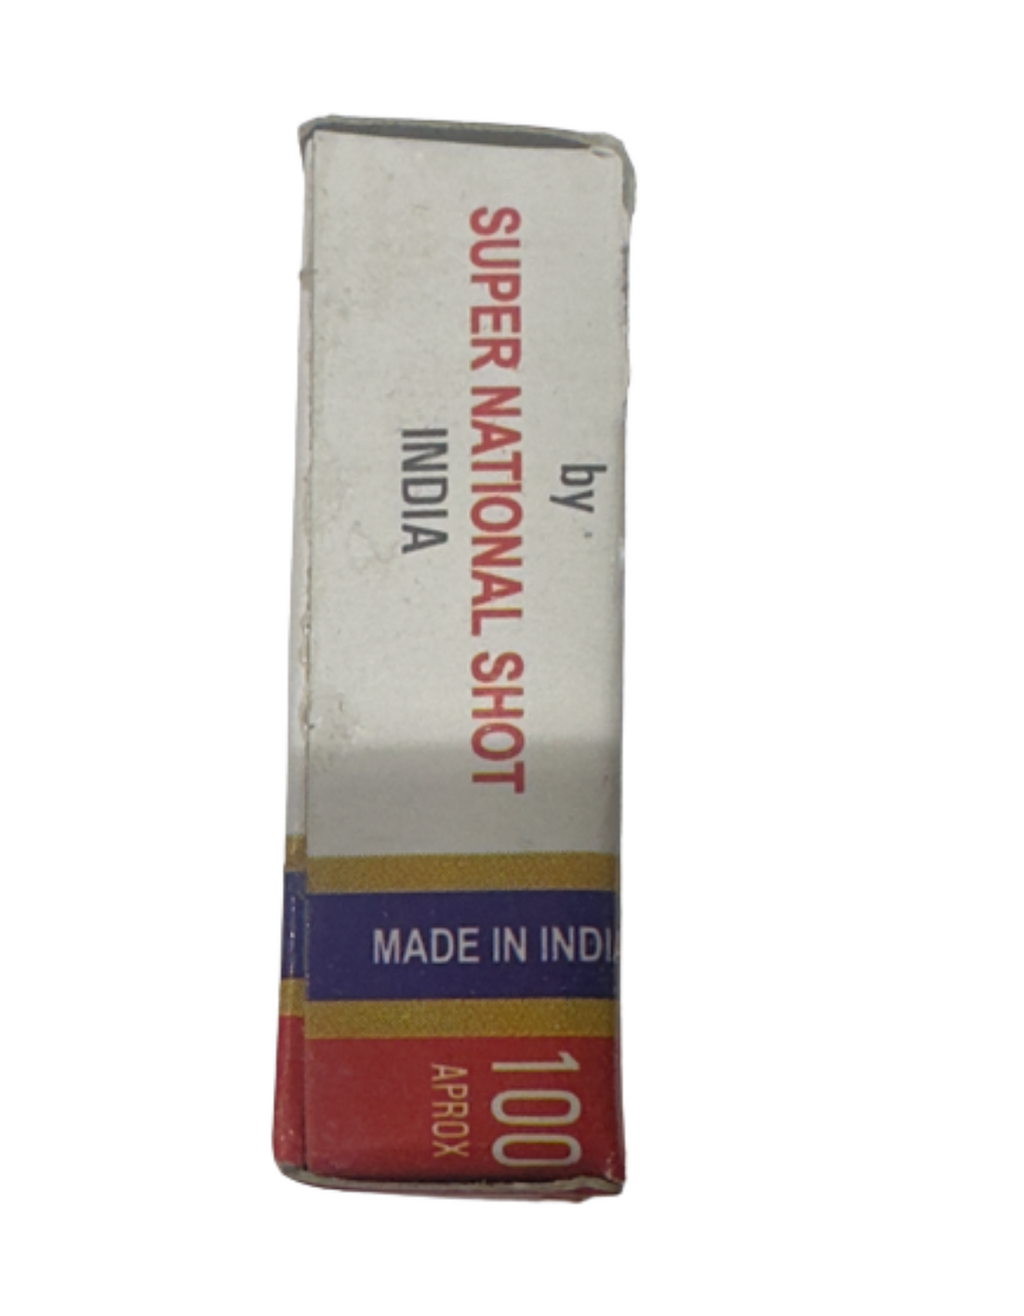 by
SUPER NATIONAL SHOT
INDIA
MADE IN INDIA
100
APROX